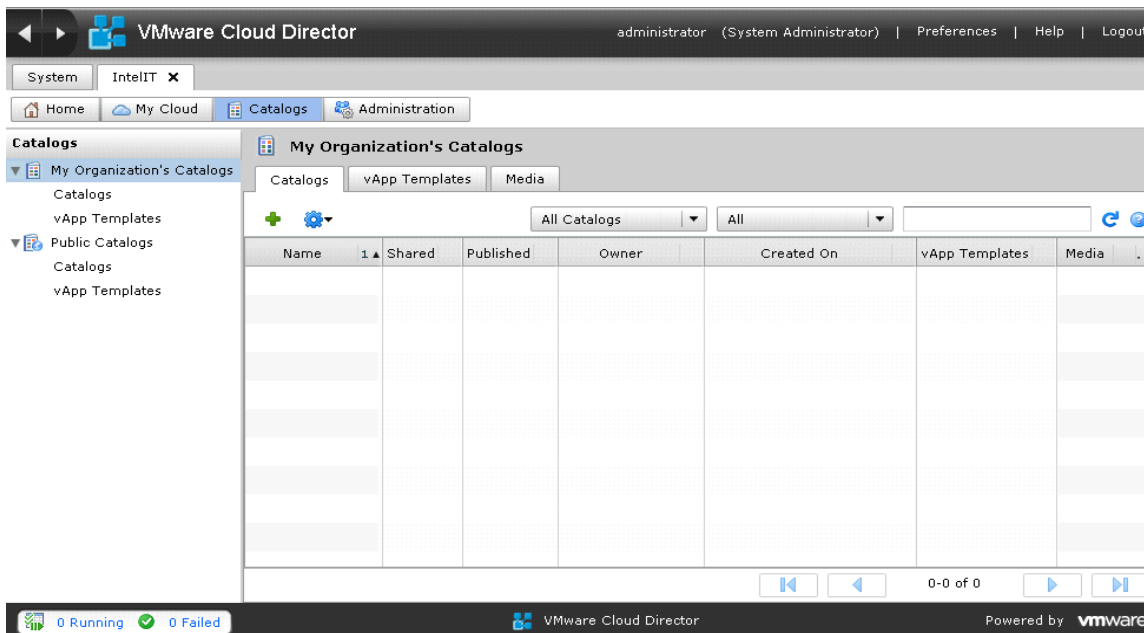 VMware Cloud Director
administrator (System Administrator) | Preferences | Help | Logout
System IntelIT X
Home My Cloud Catalogs Administration
Catalogs
My Organization's Catalogs
Catalogs
vApp Templates
Public Catalogs
Catalogs
vApp Templates
My Organization's Catalogs
Catalogs vApp Templates Media
All Catalogs All
Name 1 Shared Published Owner Created On vApp Templates Media .
0-0 of 0
0 Running 0 Failed
VMware Cloud Director
Powered by vmware